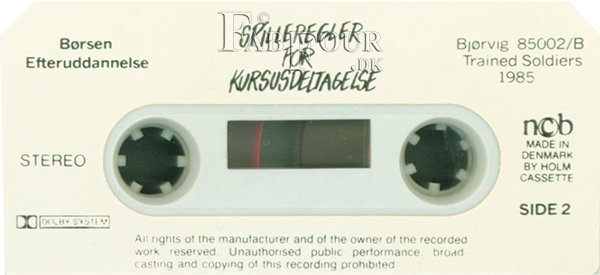 Børsen
Efteruddannelse
SPILLEREGLER
FOR
KURSUSDELTAGELSE
FAB4TOUR
.DK
Bjørvig 85002/B
Trained Soldiers
1985
STEREO
ncb
MADE IN
DENMARK
BY HOLM
CASSETTE
SIDE 2
DOLBY SYSTEM
All rights of the manufacturer and of the owner of the recorded
work reserved. Unauthorised public performance, broad
casting and copying of this recording prohibited